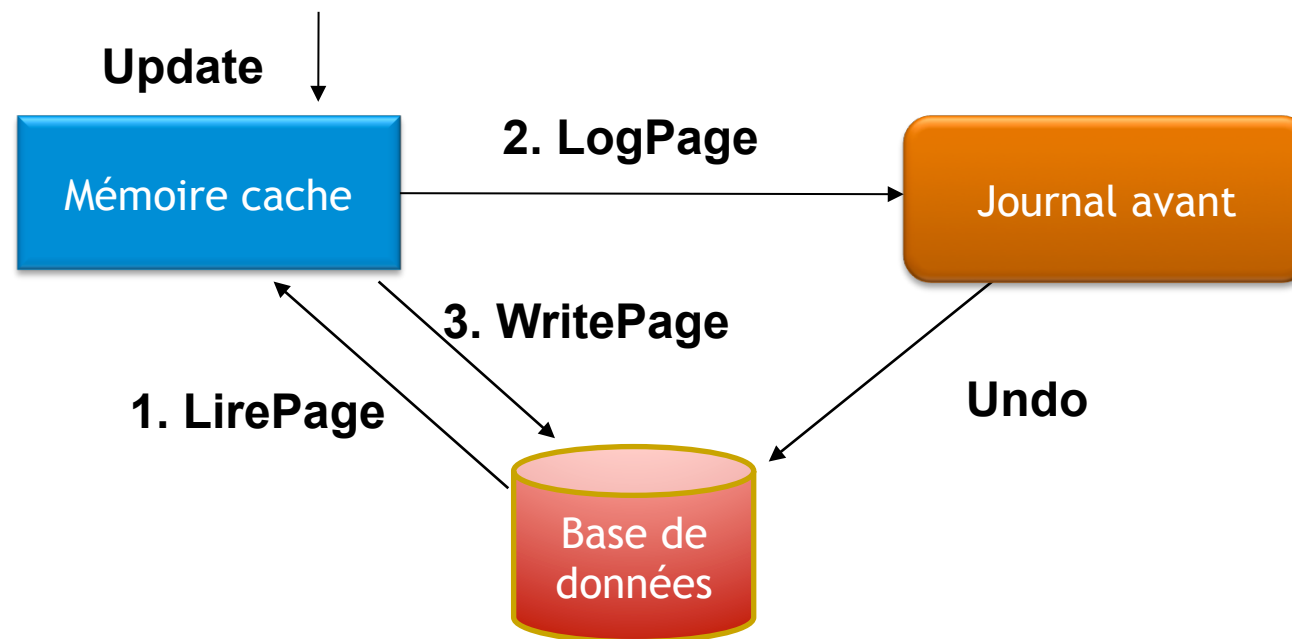 Update
2. LogPage
Mémoire cache
Journal avant
3. WritePage
1. LirePage
Undo
Base de
données